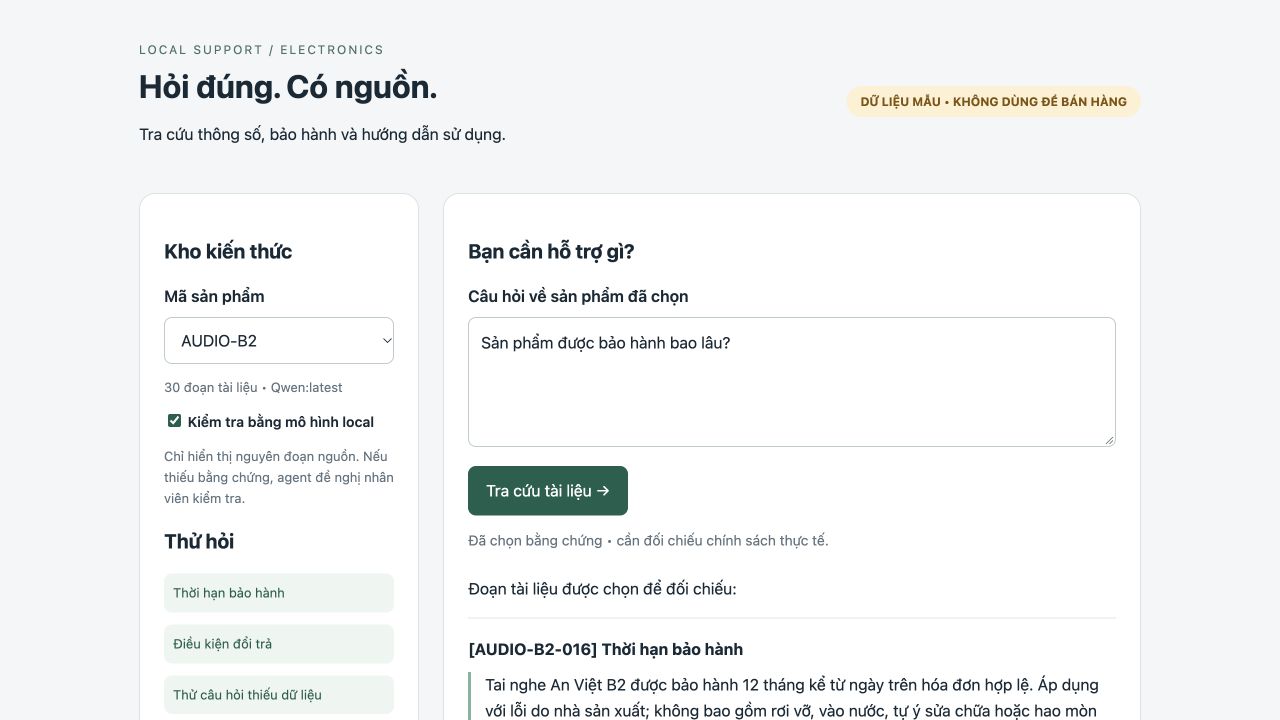 LOCAL SUPPORT / ELECTRONICS
Hỏi đúng. Có nguồn.
Tra cứu thông số, bảo hành và hướng dẫn sử dụng.
DỮ LIỆU MẪU • KHÔNG DÙNG ĐỂ BÁN HÀNG
Kho kiến thức
Mã sản phẩm
AUDIO-B2
30 đoạn tài liệu • Qwen:latest
Kiểm tra bằng mô hình local
Chỉ hiển thị nguyên đoạn nguồn. Nếu
thiếu bằng chứng, agent đề nghị nhân
viên kiểm tra.
Thử hỏi
Thời hạn bảo hành
Điều kiện đổi trả
Thử câu hỏi thiếu dữ liệu
Bạn cần hỗ trợ gì?
Câu hỏi về sản phẩm đã chọn
Sản phẩm được bảo hành bao lâu?
Tra cứu tài liệu →
Đã chọn bằng chứng • cần đối chiếu chính sách thực tế.
Đoạn tài liệu được chọn để đối chiếu:
[AUDIO-B2-016] Thời hạn bảo hành
Tai nghe An Việt B2 được bảo hành 12 tháng kể từ ngày trên hóa đơn hợp lệ. Áp dụng
với lỗi do nhà sản xuất; không bao gồm rơi vỡ, vào nước, tự ý sửa chữa hoặc hao mòn